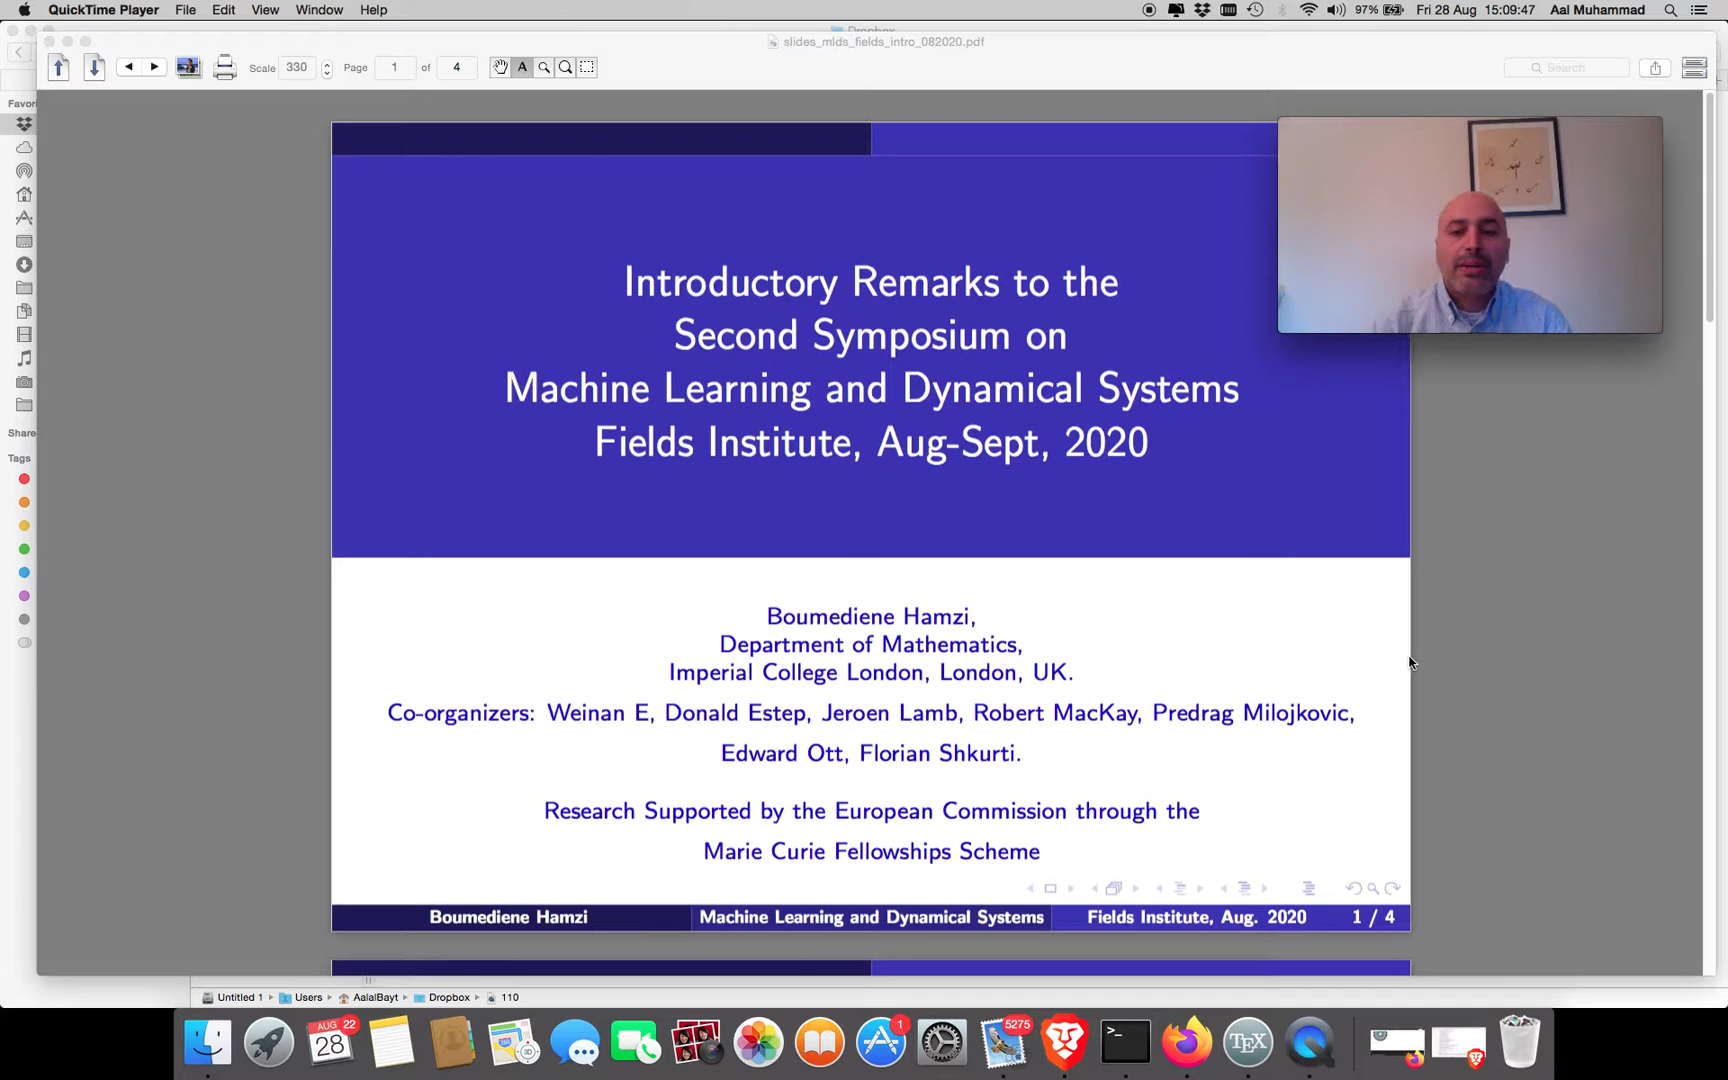 QuickTime Player File Edit View Window Help
97% Fri 28 Aug 15:09:47 Aal Muhammad
Dropbox
slides_mlds_fields_intro_082020.pdf
Scale 330 Page 1 of 4 A Search
Favori
Share
Tags
Introductory Remarks to the
Second Symposium on
Machine Learning and Dynamical Systems
Fields Institute, Aug-Sept, 2020
Boumediene Hamzi,
Department of Mathematics,
Imperial College London, London, UK.
Co-organizers: Weinan E, Donald Estep, Jeroen Lamb, Robert MacKay, Predrag Milojkovic,
Edward Ott, Florian Shkurti.
Research Supported by the European Commission through the
Marie Curie Fellowships Scheme
Boumediene Hamzi Machine Learning and Dynamical Systems Fields Institute, Aug. 2020 1 / 4
Untitled 1 Users AalalBayt Dropbox 110
AUG 22
28
1
5275
>_
TEX